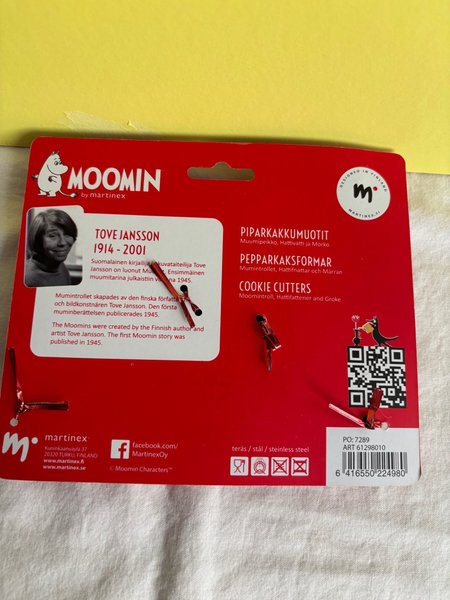 MOOMIN
by martinex
DESIGNED IN FINLAND
m
MARTINEX.FI
TOVE JANSSON
1914 - 2001
Suomalainen kirjailija kuvataiteilija Tove
Jansson on luonut Ensimmäinen
muumitarina julkaistiin vuonna 1945.
Mumintrollet skapades av den finska
och bildkonstnären Tove Jansson. Den första
muminberättelsen publicerades 1945.
The Moomins were created by the Finnish author and
artist Tove Jansson. The first Moomin story was
published in 1945.
PIPARKAKKUMUOTIT
Muumipeikko, Hattivatti ja Mörkö
PEPPARKAKSFORMAR
Mumintrollet, Hattifnattar och Mårran
COOKIE CUTTERS
Moomintroll, Hattifattener and Groke
m
martinex
Kuninkaanväylä 37
20320 TURKU, FINLAND
www.martinex.fi
www.martinex.se
f
facebook.com/
MartinexOy
© Moomin Characters™
teräs / stål / steinless steel
PO: 7289
ART 61298010
6 416550 224980